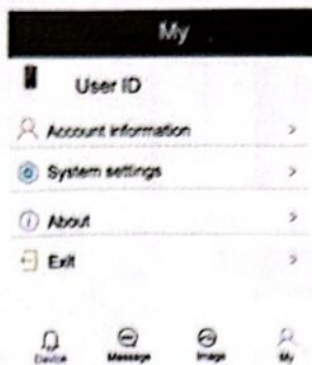 My
User ID
Account information
System settings
About
Exit
Device Message Image My